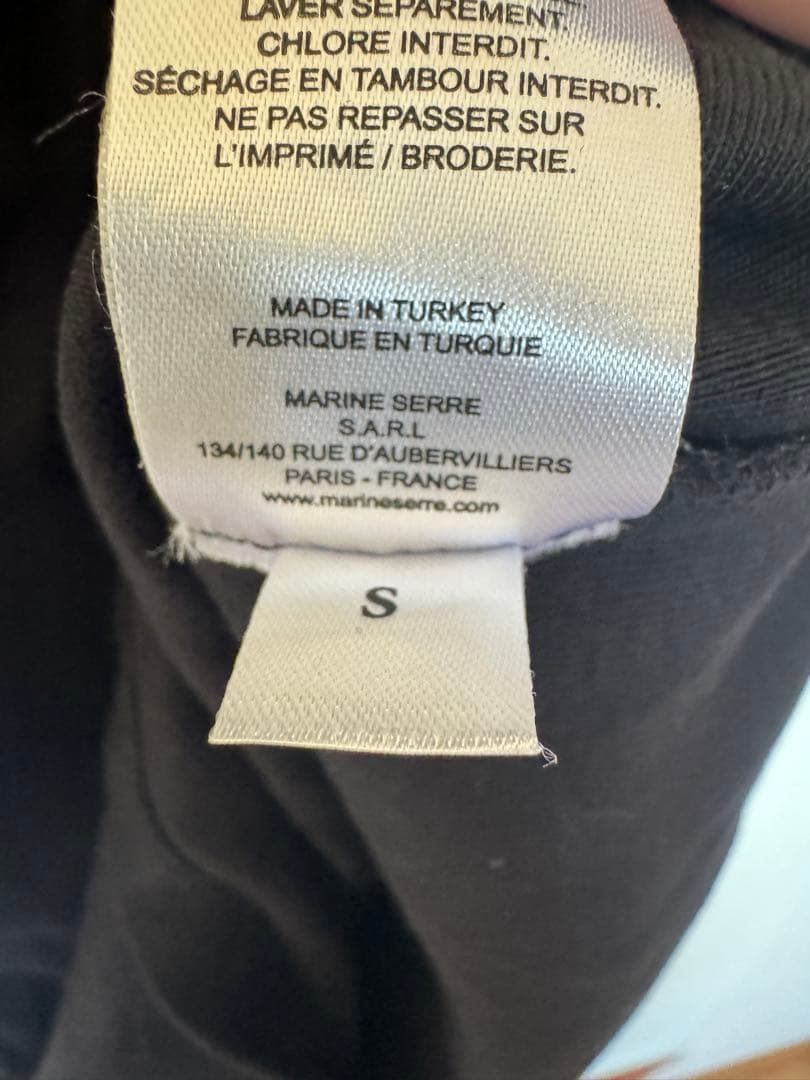 LAVER SÉPARÉMENT.
CHLORE INTERDIT.
SÉCHAGE EN TAMBOUR INTERDIT.
NE PAS REPASSER SUR
L'IMPRIMÉ / BRODERIE.
MADE IN TURKEY
FABRIQUE EN TURQUIE
MARINE SERRE
S.A.R.L
134/140 RUE D'AUBERVILLIERS
PARIS - FRANCE
www.marineserre.com
S